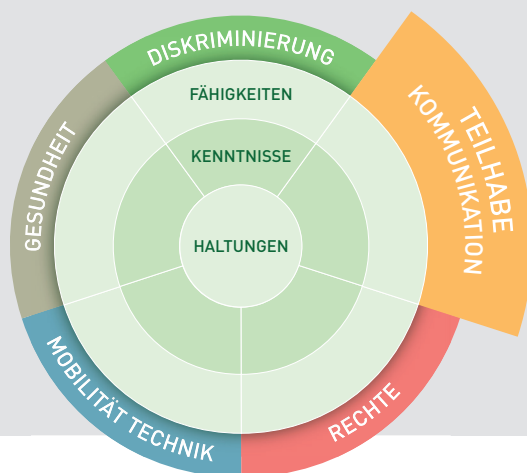 DISKRIMINIERUNG
FÄHIGKEITEN
KENNTNISSE
HALTUNGEN
TEILHABE
KOMMUNIKATION
GESUNDHEIT
MOBILITÄT TECHNIK
RECHTE